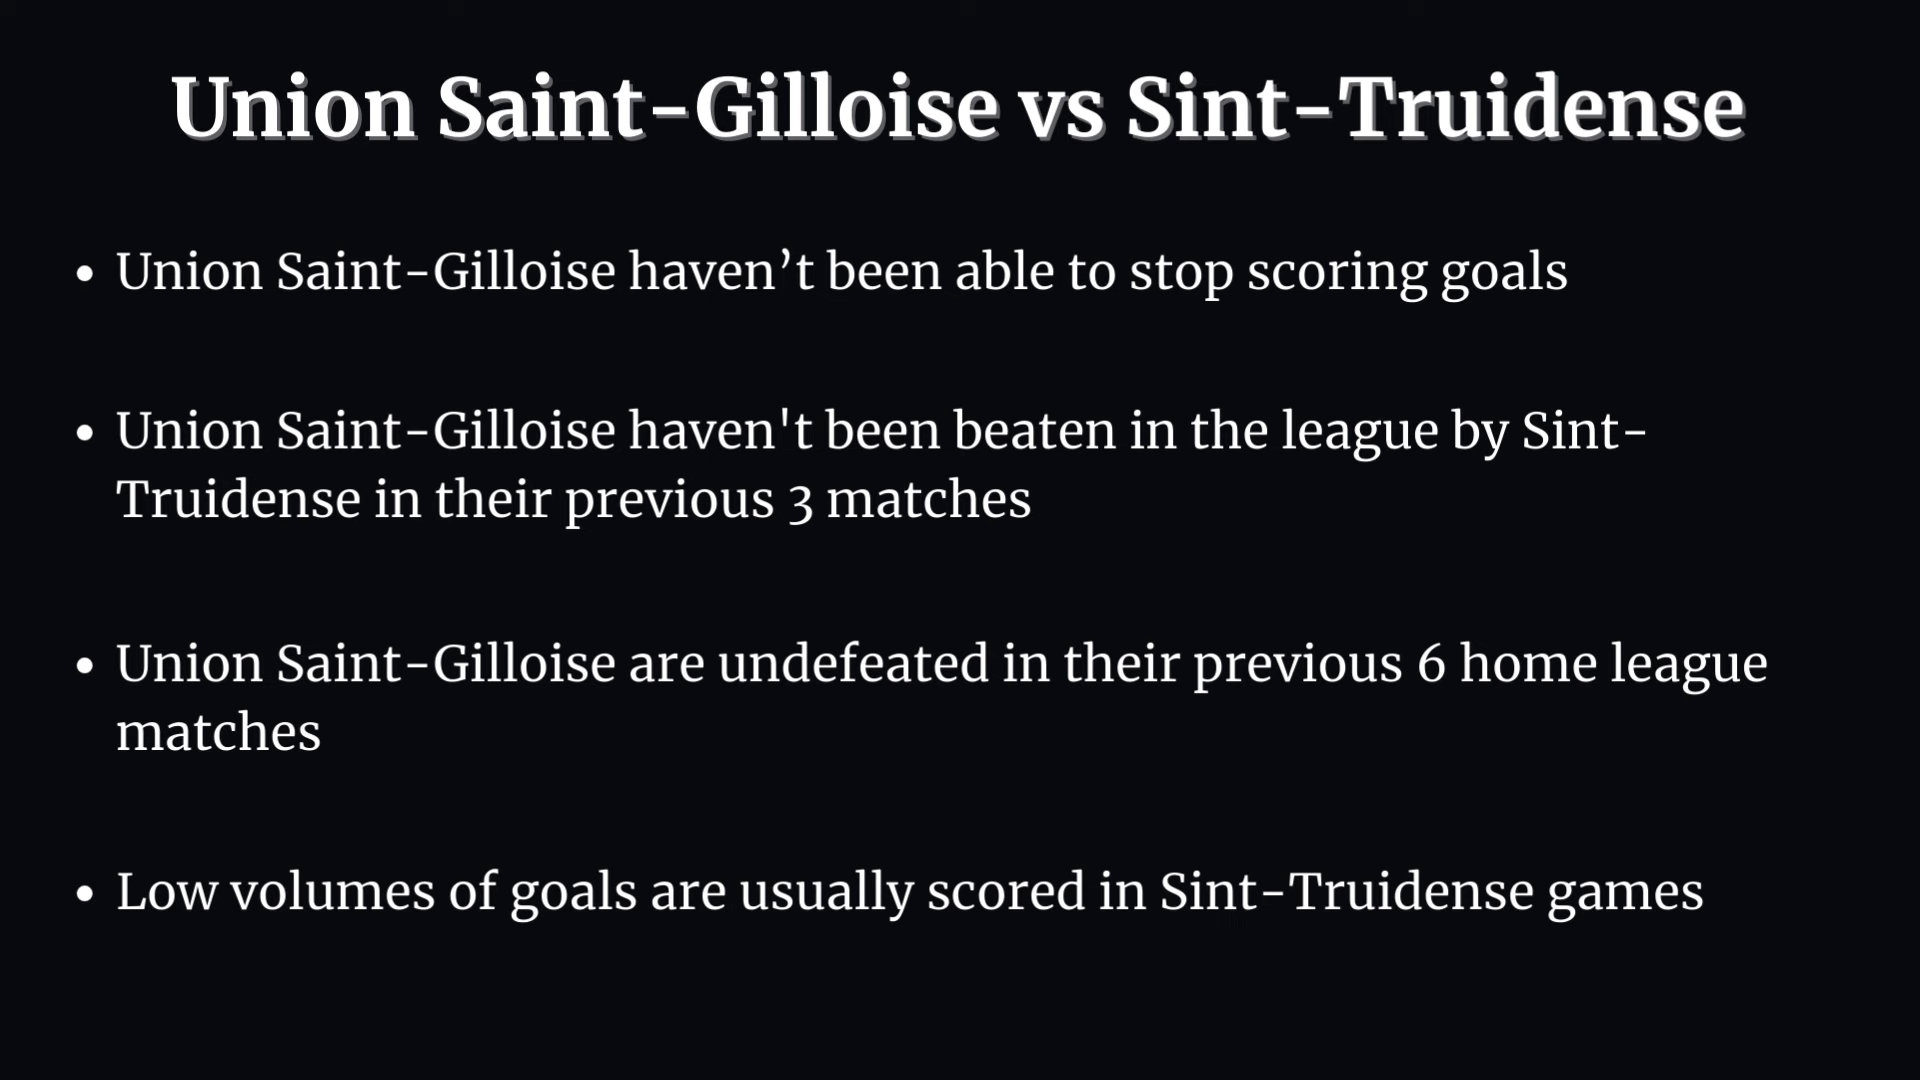 Union Saint-Gilloise vs Sint-Truidense
• Union Saint-Gilloise haven’t been able to stop scoring goals
• Union Saint-Gilloise haven't been beaten in the league by Sint-
Truidense in their previous 3 matches
• Union Saint-Gilloise are undefeated in their previous 6 home league
matches
• Low volumes of goals are usually scored in Sint-Truidense games